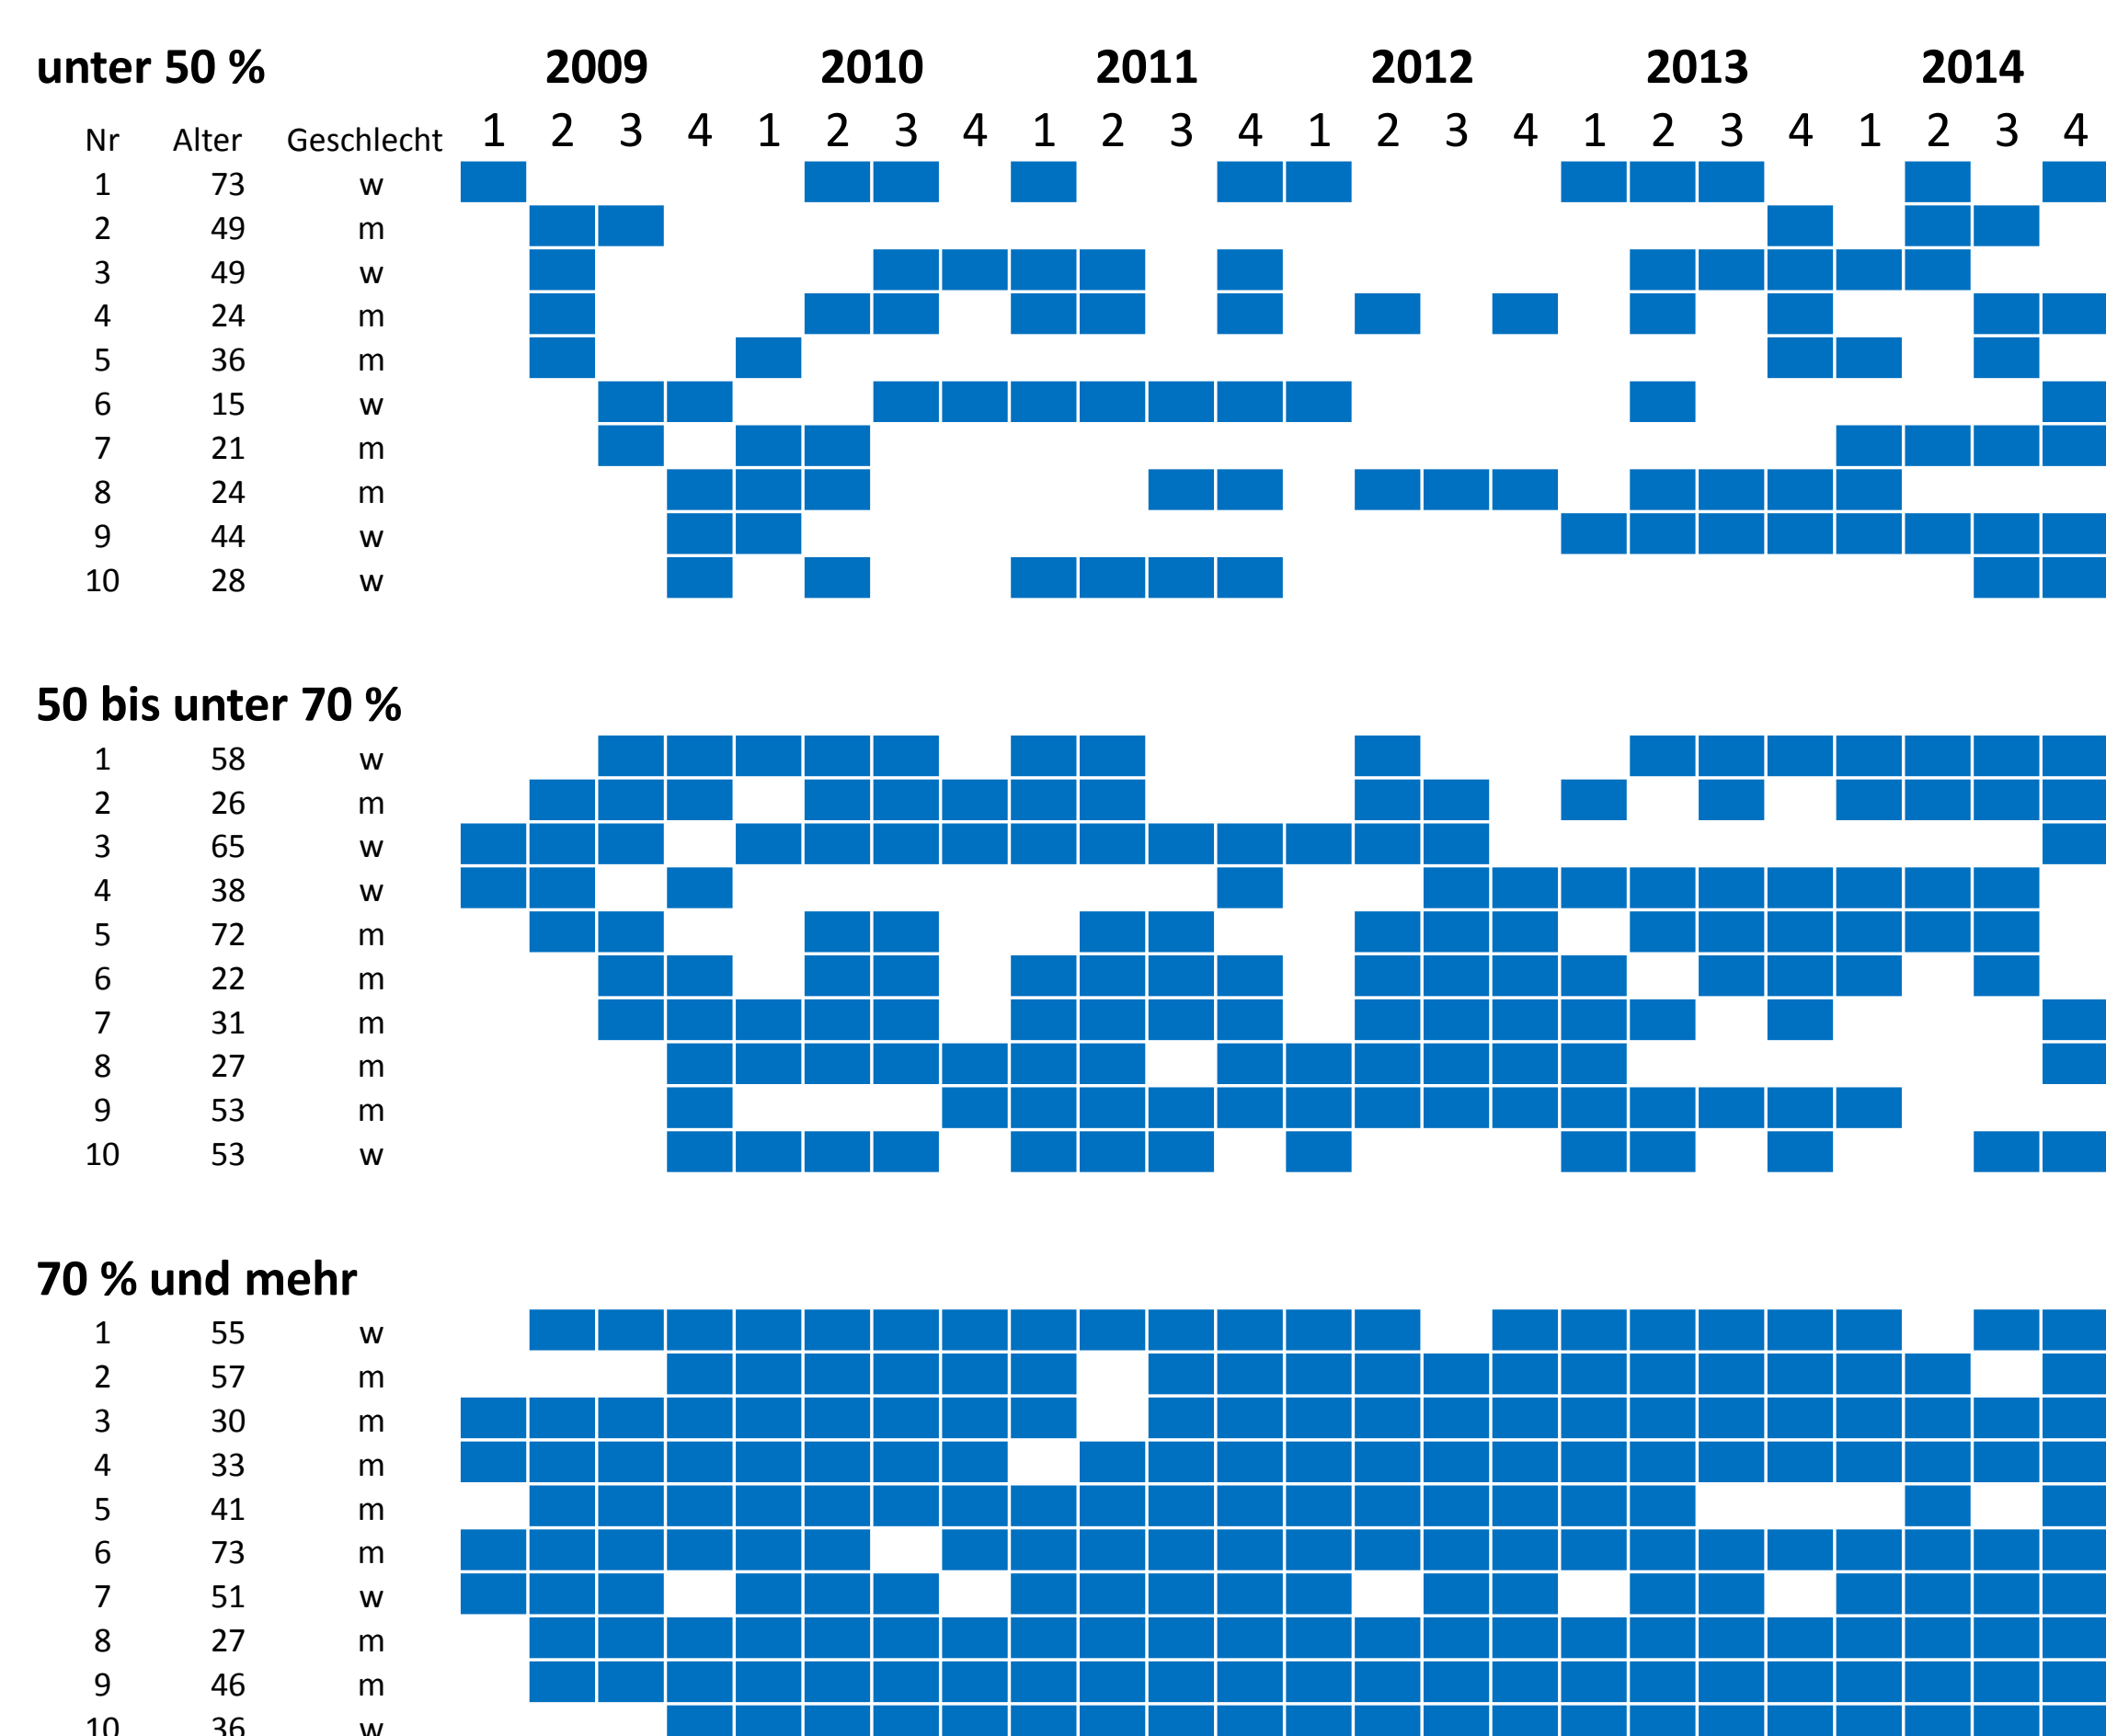 unter 50 % 2009 2010 2011 2012 2013 2014
Nr Alter Geschlecht 1 2 3 4 1 2 3 4 1 2 3 4 1 2 3 4 1 2 3 4 1 2 3 4
1 73 w
2 49 m
3 49 w
4 24 m
5 36 m
6 15 w
7 21 m
8 24 m
9 44 w
10 28 w
50 bis unter 70 %
1 58 w
2 26 m
3 65 w
4 38 w
5 72 m
6 22 m
7 31 m
8 27 m
9 53 m
10 53 w
70 % und mehr
1 55 w
2 57 m
3 30 m
4 33 m
5 41 m
6 73 m
7 51 w
8 27 m
9 46 m
10 36 w